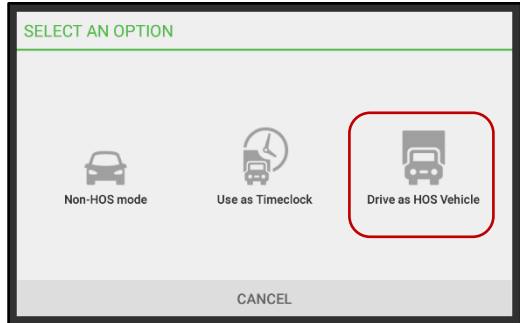 SELECT AN OPTION
Non-HOS mode
Use as Timeclock
Drive as HOS Vehicle
CANCEL